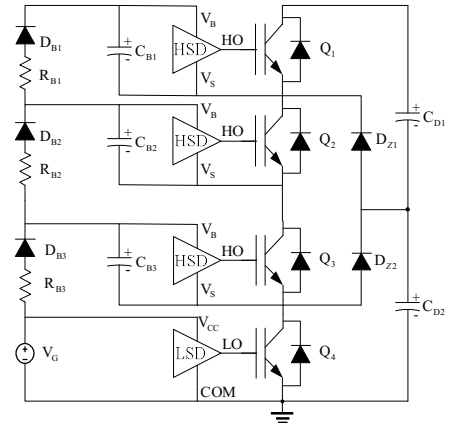 V_B
D_B1
+
-
C_B1
HSD
HO
Q_1
R_B1
V_S
V_B
+
-
C_D1
D_B2
+
-
C_B2
HSD
HO
Q_2
D_Z1
R_B2
V_S
V_B
D_B3
+
-
C_B3
HSD
HO
Q_3
D_Z2
R_B3
V_S
+
-
C_D2
V_CC
+
-
V_G
LSD
LO
Q_4
COM